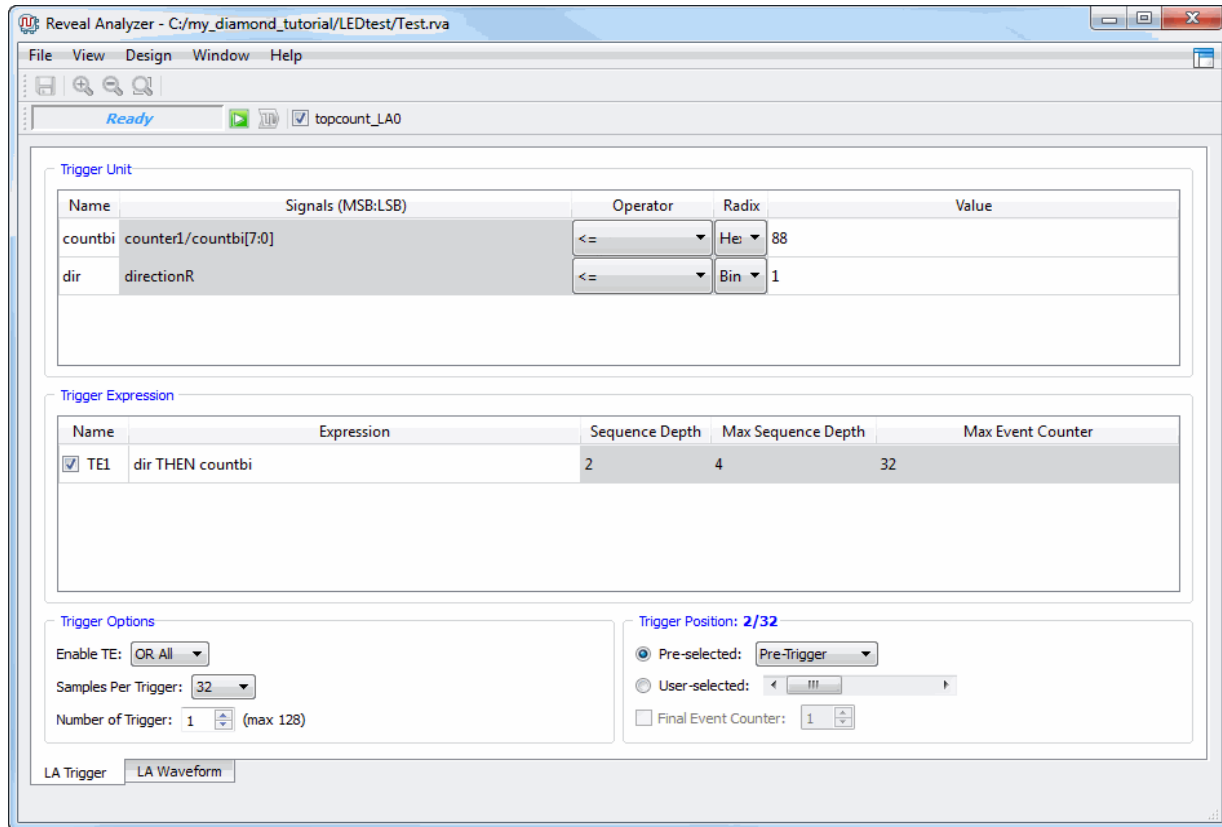 Reveal Analyzer - C:/my_diamond_tutorial/LEDtest/Test.rva
File View Design Window Help
Ready topcount_LA0
Trigger Unit
Name Signals (MSB:LSB) Operator Radix Value
countbi counter1/countbi[7:0] <= He 88
dir directionR <= Bin 1
Trigger Expression
Name Expression Sequence Depth Max Sequence Depth Max Event Counter
TE1 dir THEN countbi 2 4 32
Trigger Options
Enable TE: OR All
Samples Per Trigger: 32
Number of Trigger: 1 (max 128)
Trigger Position: 2/32
Pre-selected: Pre-Trigger
User-selected:
Final Event Counter: 1
LA Trigger LA Waveform